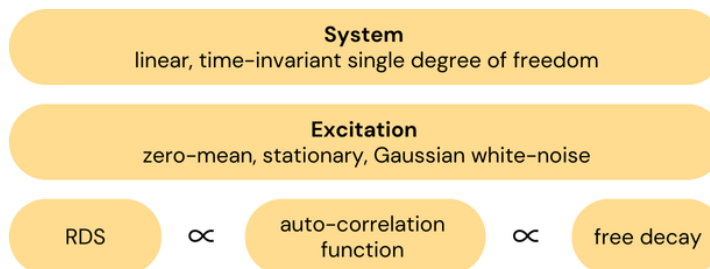 System
linear, time-invariant single degree of freedom
Excitation
zero-mean, stationary, Gaussian white-noise
RDS ∝ auto-correlation function ∝ free decay